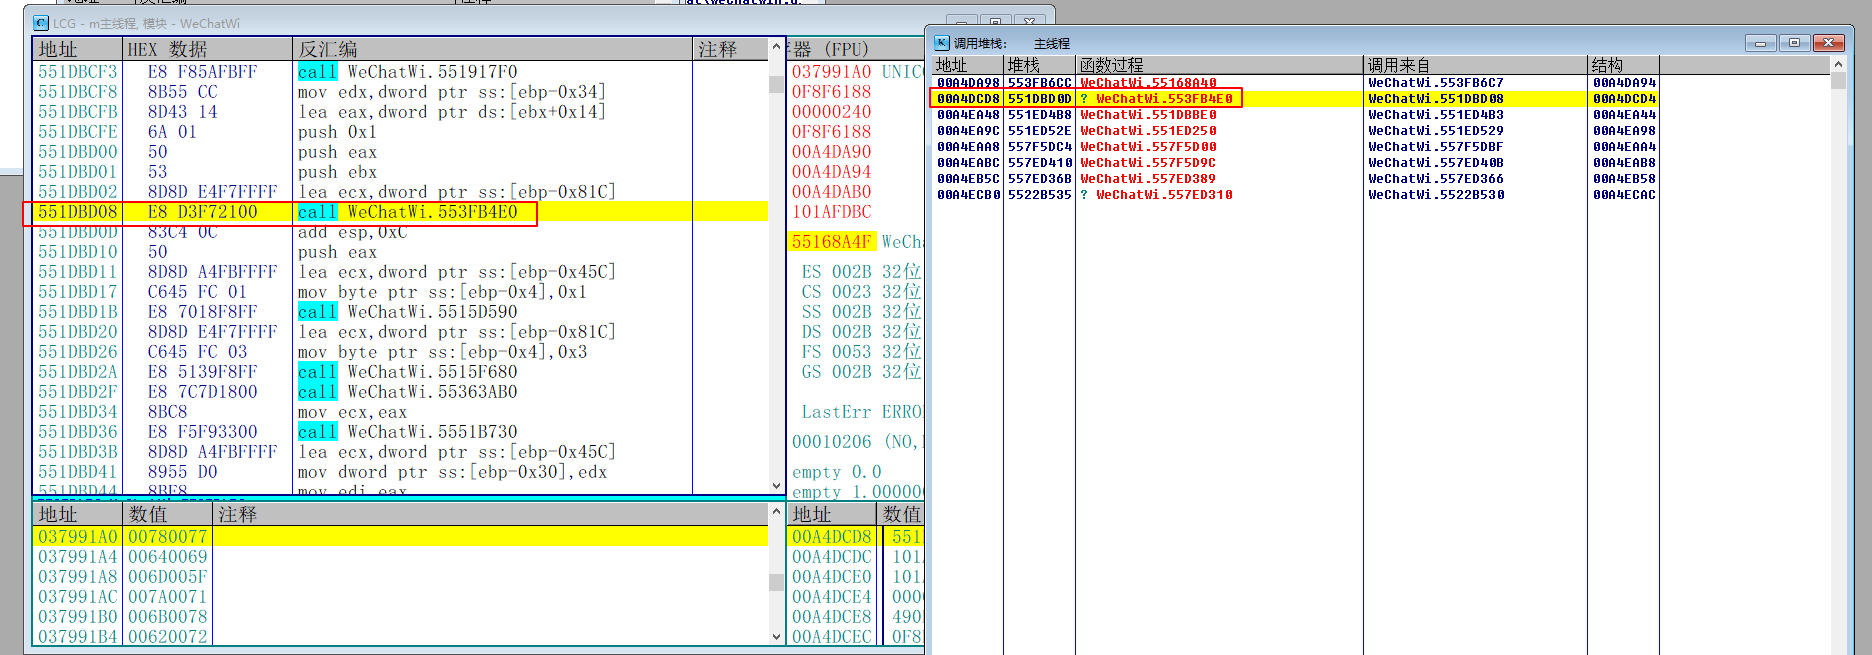 LCG - m主线程, 模块 - WeChatWi
地址 HEX 数据 反汇编 注释
551DBCF3 E8 F85AFBFF call WeChatWi.551917F0
551DBCF8 8B55 CC mov edx,dword ptr ss:[ebp-0x34]
551DBCFB 8D43 14 lea eax,dword ptr ds:[ebx+0x14]
551DBCFE 6A 01 push 0x1
551DBD00 50 push eax
551DBD01 53 push ebx
551DBD02 8D8D E4F7FFFF lea ecx,dword ptr ss:[ebp-0x81C]
551DBD08 E8 D3F72100 call WeChatWi.553FB4E0
551DBD0D 83C4 0C add esp,0xC
551DBD10 50 push eax
551DBD11 8D8D A4FBFFFF lea ecx,dword ptr ss:[ebp-0x45C]
551DBD17 C645 FC 01 mov byte ptr ss:[ebp-0x4],0x1
551DBD1B E8 7018F8FF call WeChatWi.5515D590
551DBD20 8D8D E4F7FFFF lea ecx,dword ptr ss:[ebp-0x81C]
551DBD26 C645 FC 03 mov byte ptr ss:[ebp-0x4],0x3
551DBD2A E8 5139F8FF call WeChatWi.5515F680
551DBD2F E8 7C7D1800 call WeChatWi.55363AB0
551DBD34 8BC8 mov ecx,eax
551DBD36 E8 F5F93300 call WeChatWi.5551B730
551DBD3B 8D8D A4FBFFFF lea ecx,dword ptr ss:[ebp-0x45C]
551DBD41 8955 D0 mov dword ptr ss:[ebp-0x30],edx
551DBD44 8BF8 mov edi,eax
器 (FPU)
037991A0 UNIC
0F8F6188
00000240
0F8F6188
00A4DA90
00A4DA94
00A4DAB0
101AFDBC
55168A4F WeCh
ES 002B 32位
CS 0023 32位
SS 002B 32位
DS 002B 32位
FS 0053 32位
GS 002B 32位
LastErr ERRO
00010206 (NO,
empty 0.0
empty 1.00000
地址 数值 注释
037991A0 00780077
037991A4 00640069
037991A8 006D005F
037991AC 007A0071
037991B0 006B0078
037991B4 00620072
地址 数值
00A4DCD8 551
00A4DCDC 101
00A4DCE0 101
00A4DCE4 000
00A4DCE8 490
00A4DCEC 0F8
调用堆栈: 主线程
地址 堆栈 函数过程 调用来自 结构
00A4DA98 553FB6CC WeChatWi.55168A40 WeChatWi.553FB6C7 00A4DA94
00A4DCD8 551DBD0D ? WeChatWi.553FB4E0 WeChatWi.551DBD08 00A4DCD4
00A4EA48 551ED4B8 WeChatWi.551DBBE0 WeChatWi.551ED4B3 00A4EA44
00A4EA9C 551ED52E WeChatWi.551ED250 WeChatWi.551ED529 00A4EA98
00A4EAA8 557F5DC4 WeChatWi.557F5D00 WeChatWi.557F5DBF 00A4EAA4
00A4EABC 557ED410 WeChatWi.557F5D9C WeChatWi.557ED40B 00A4EAB8
00A4EB5C 557ED36B WeChatWi.557ED389 WeChatWi.557ED366 00A4EB58
00A4ECB0 5522B535 ? WeChatWi.557ED310 WeChatWi.5522B530 00A4ECAC